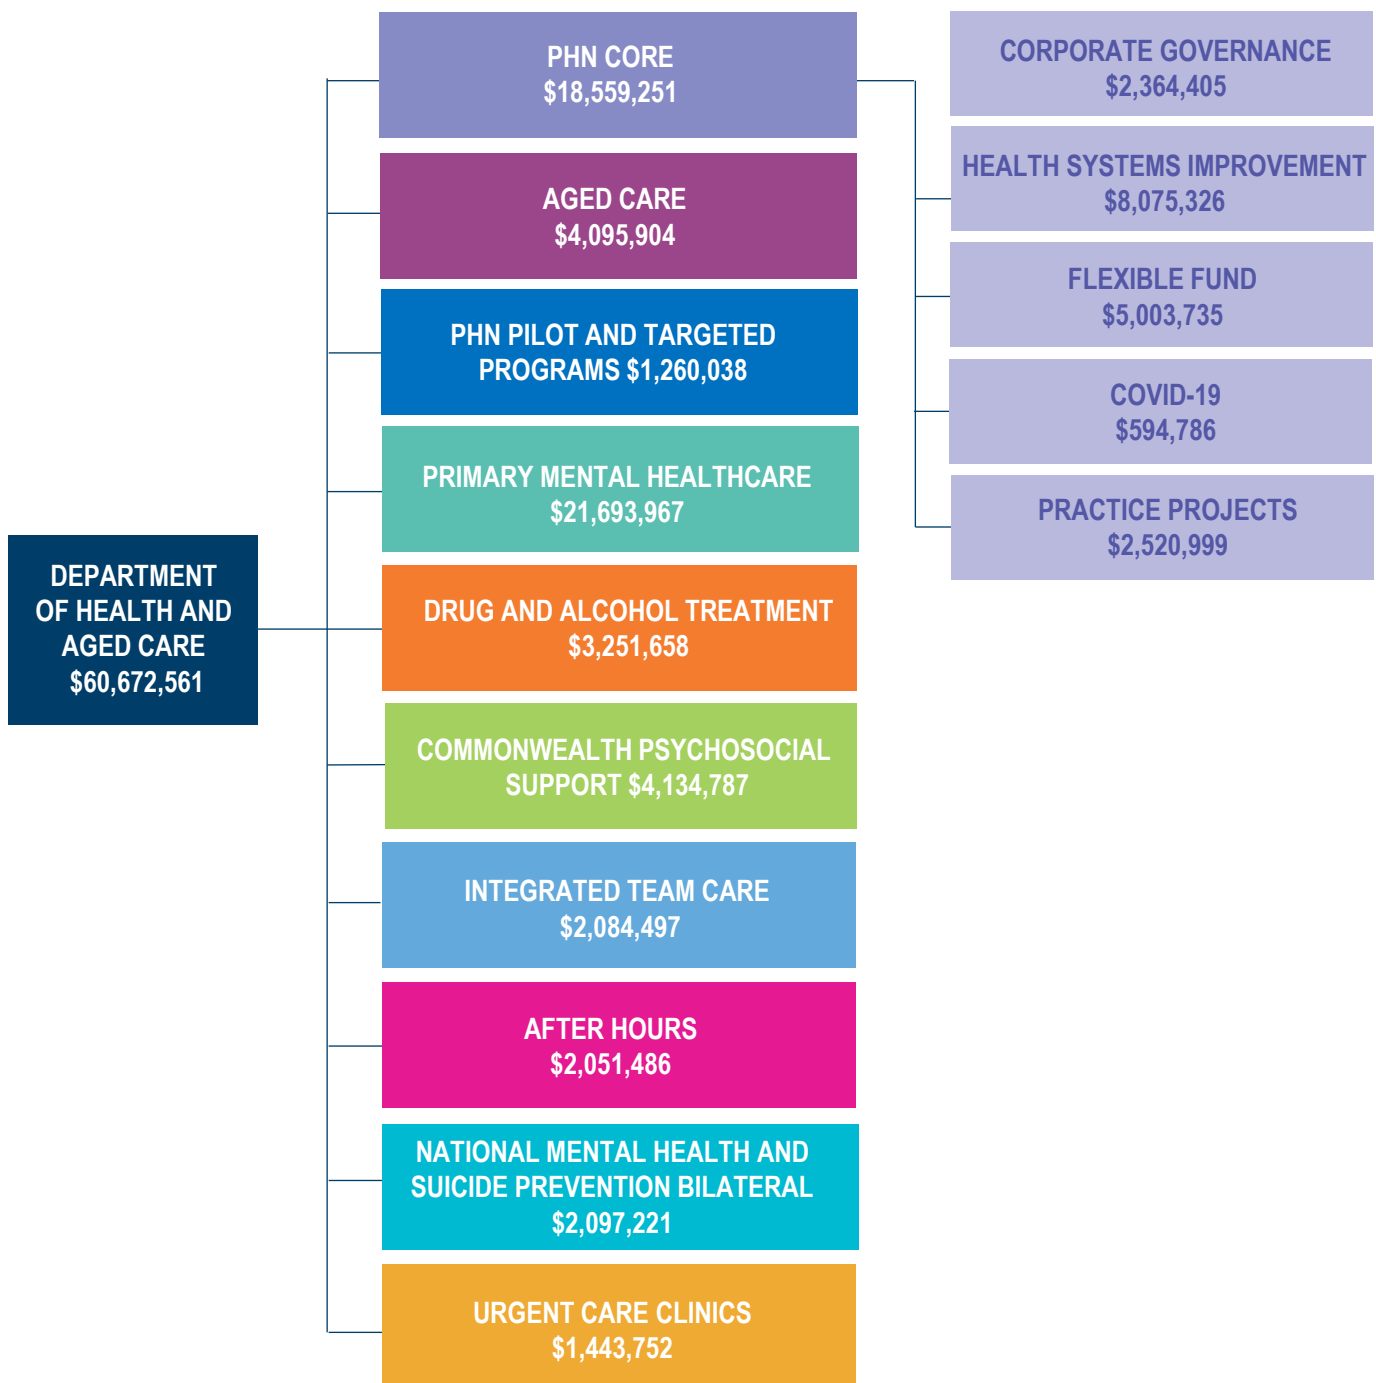 DEPARTMENT
OF HEALTH AND
AGED CARE
$60,672,561
PHN CORE
$18,559,251
AGED CARE
$4,095,904
PHN PILOT AND TARGETED
PROGRAMS $1,260,038
PRIMARY MENTAL HEALTHCARE
$21,693,967
DRUG AND ALCOHOL TREATMENT
$3,251,658
COMMONWEALTH PSYCHOSOCIAL
SUPPORT $4,134,787
INTEGRATED TEAM CARE
$2,084,497
AFTER HOURS
$2,051,486
NATIONAL MENTAL HEALTH AND
SUICIDE PREVENTION BILATERAL
$2,097,221
URGENT CARE CLINICS
$1,443,752
CORPORATE GOVERNANCE
$2,364,405
HEALTH SYSTEMS IMPROVEMENT
$8,075,326
FLEXIBLE FUND
$5,003,735
COVID-19
$594,786
PRACTICE PROJECTS
$2,520,999